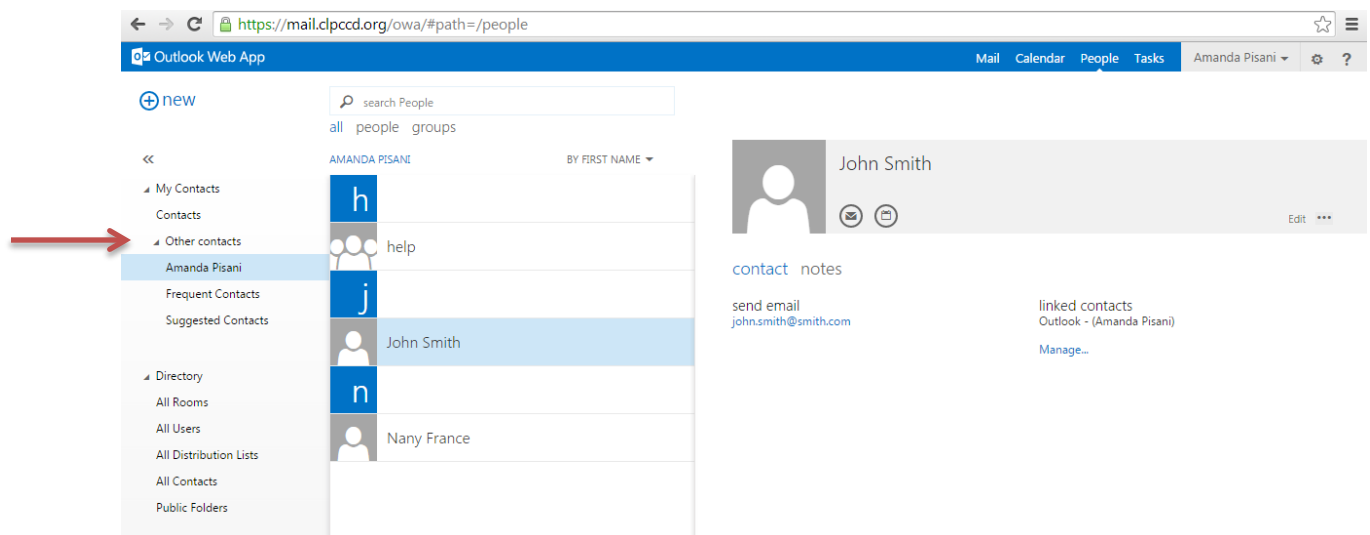 https://mail.clpccd.org/owa/#path=/people
Outlook Web App
Mail Calendar People Tasks Amanda Pisani ?
new
search People
all people groups
AMANDA PISANI BY FIRST NAME
My Contacts
Contacts
Other contacts
Amanda Pisani
Frequent Contacts
Suggested Contacts
Directory
All Rooms
All Users
All Distribution Lists
All Contacts
Public Folders
h
help
j
John Smith
n
Nany France
John Smith
Edit •••
contact notes
send email
john.smith@smith.com
linked contacts
Outlook - (Amanda Pisani)
Manage...